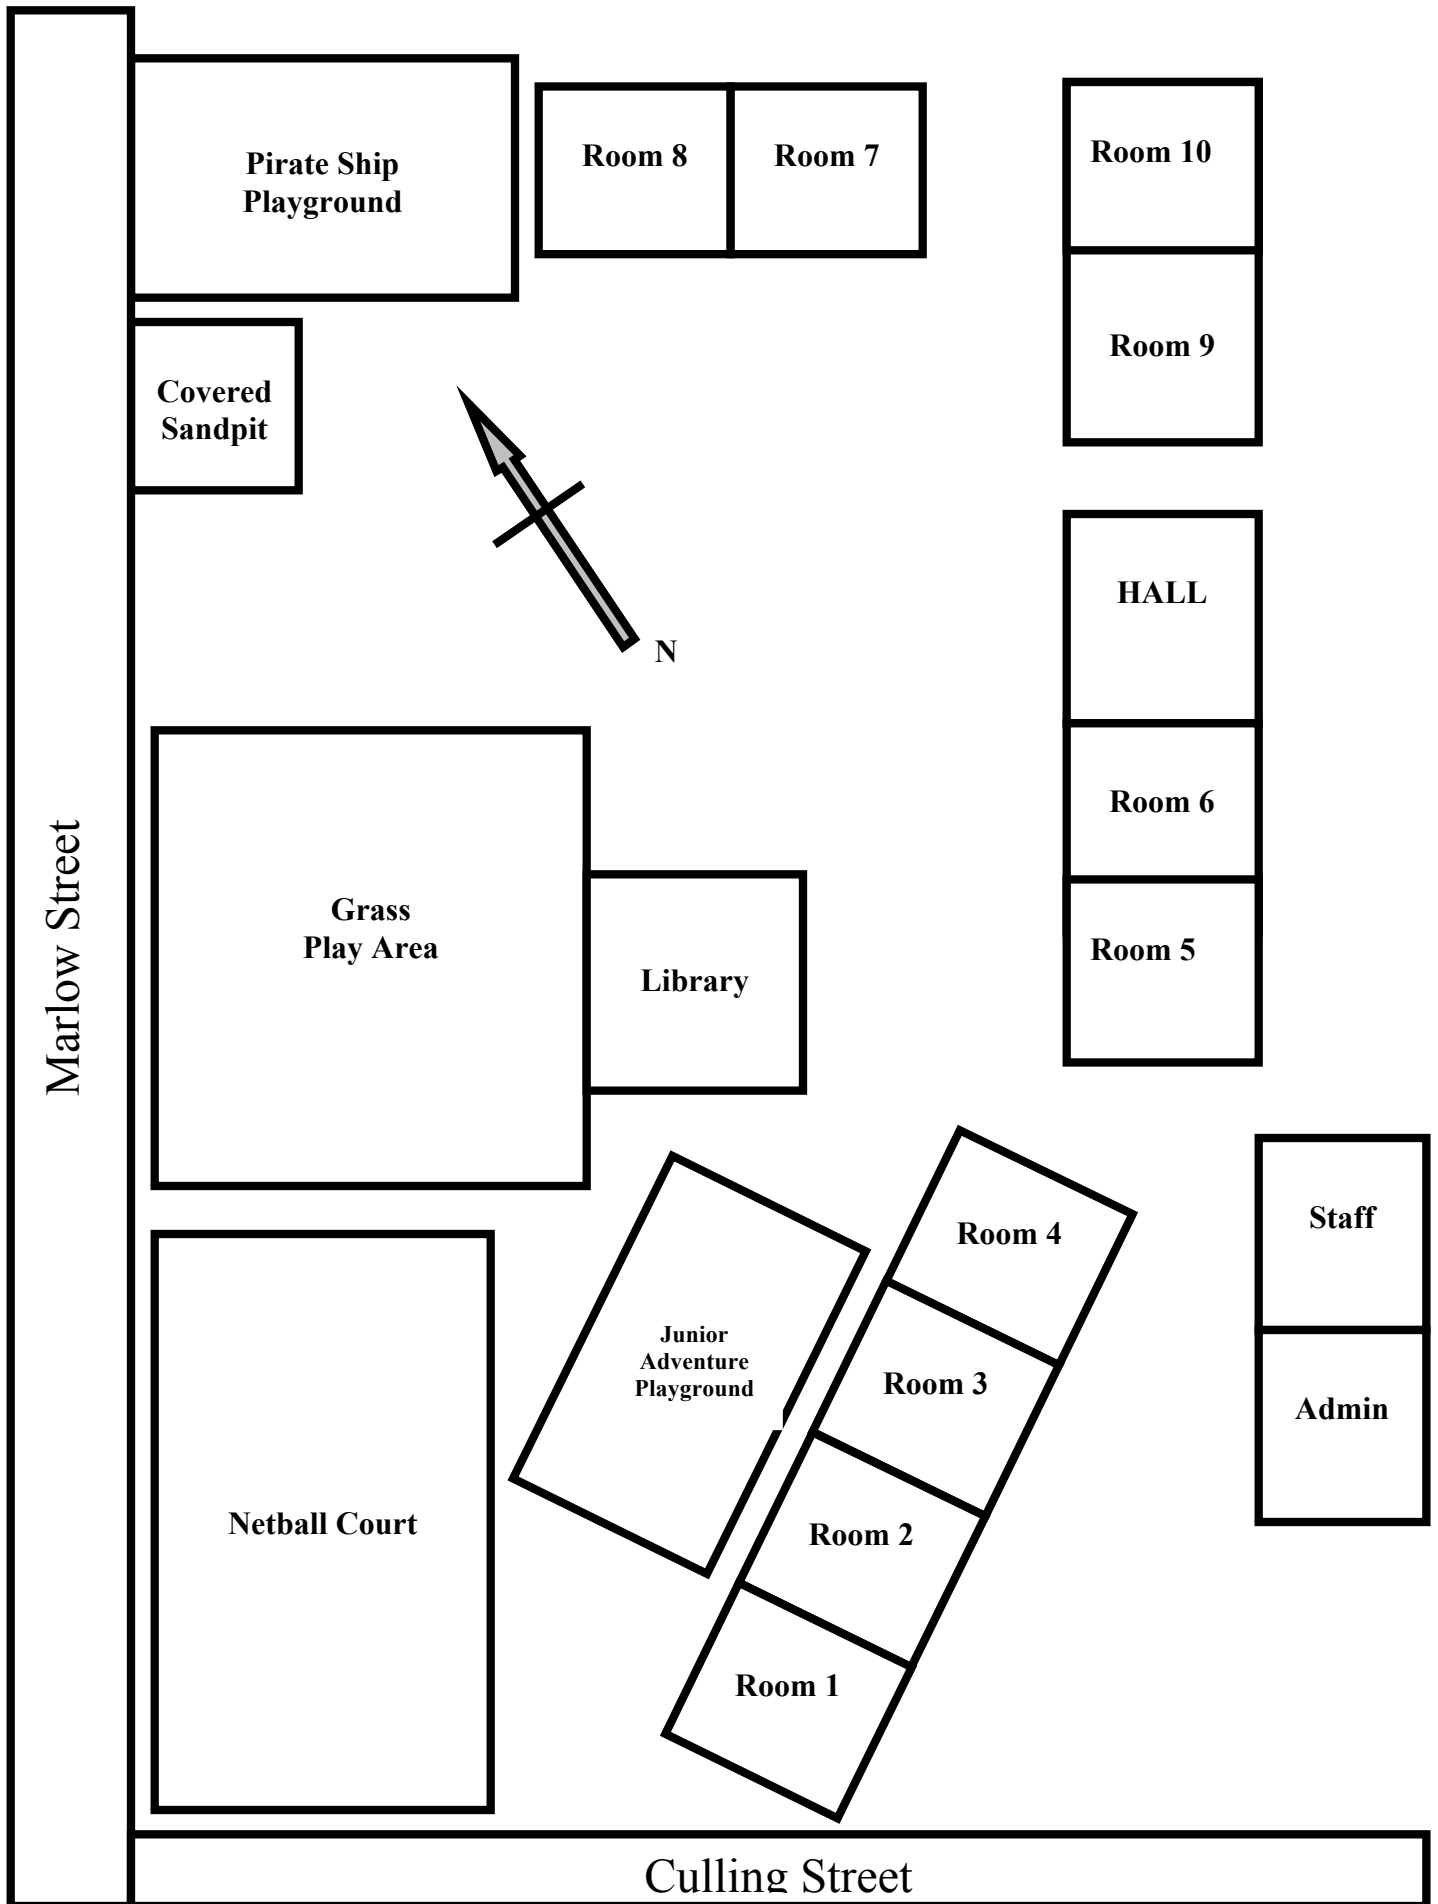 Pirate Ship
Playground
Room 8
Room 7
Room 10
Room 9
Covered
Sandpit
N
HALL
Room 6
Room 5
Marlow Street
Grass
Play Area
Library
Staff
Admin
Room 4
Room 3
Room 2
Room 1
Junior
Adventure
Playground
Netball Court
Culling Street